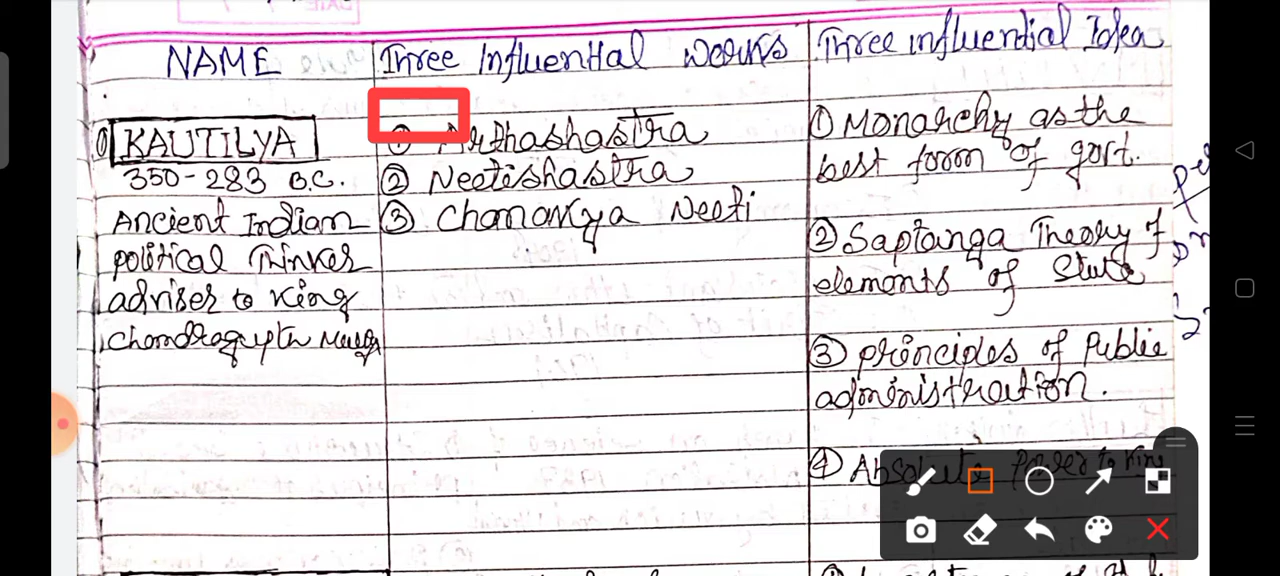 NAME
Three Influential Works
Three influential Idea
① KAUTILYA
350-283 B.C.
Ancient Indian
political Thinker
adviser to King
Chandragupta Maurya
① Arthashastra
② Neetishastra
③ Chanakya Neeti
① Monarchy as the
best form of govt.
② Saptanga Theory of
elements of State
③ principles of Public
administration.
④ Absolute Power to King